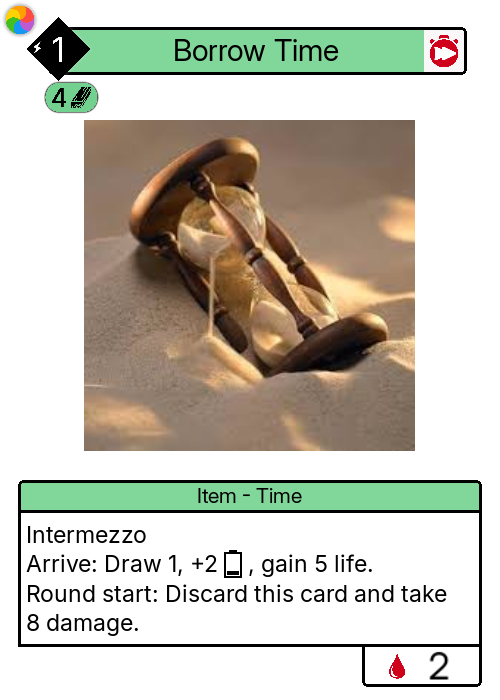 1
Borrow Time
4
Item - Time
Intermezzo
Arrive: Draw 1, +2 , gain 5 life.
Round start: Discard this card and take
8 damage.
2